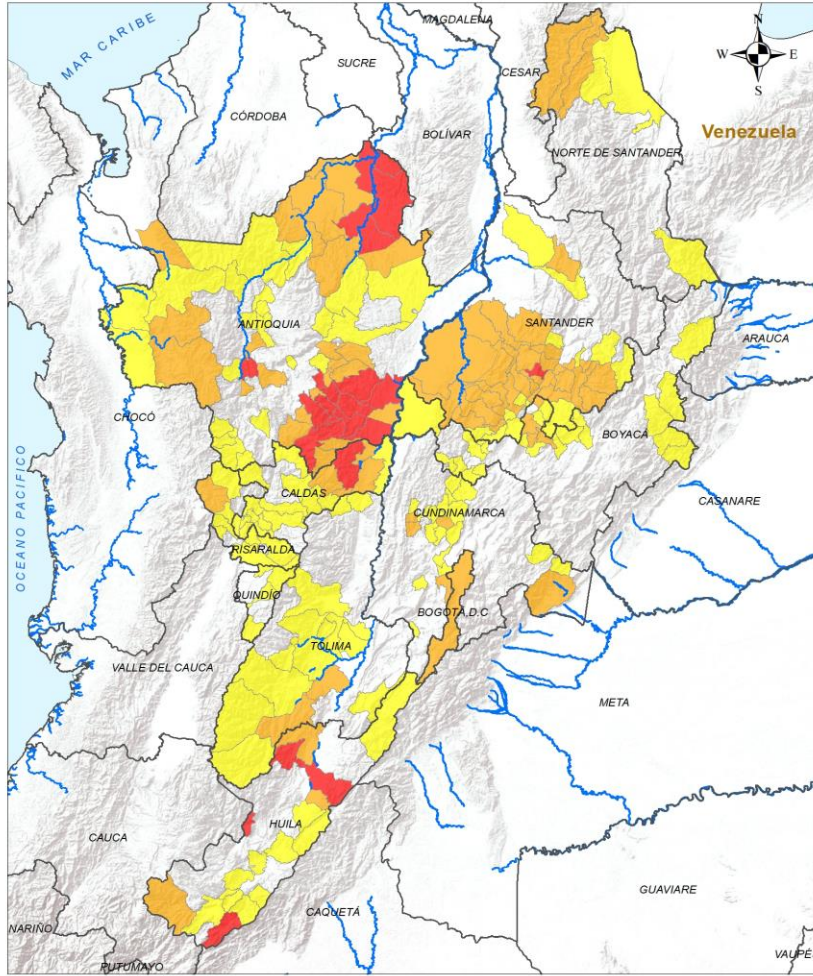 MAGDALENA
N
W E
S
MAR CARIBE
SUCRE
CESAR
CÓRDOBA
BOLÍVAR
Venezuela
NORTE DE SANTANDER
ANTIOQUIA
SANTANDER
ARAUCA
CHOCÓ
BOYACÁ
OCEANO PACIFICO
CALDAS
CUNDINAMARCA
CASANARE
RISARALDA
QUINDÍO
BOGOTÁ, D.C
TOLIMA
VALLE DEL CAUCA
META
HUILA
CAUCA
GUAVIARE
CAQUETÁ
NARIÑO
PUTUMAYO
VAUPÉ